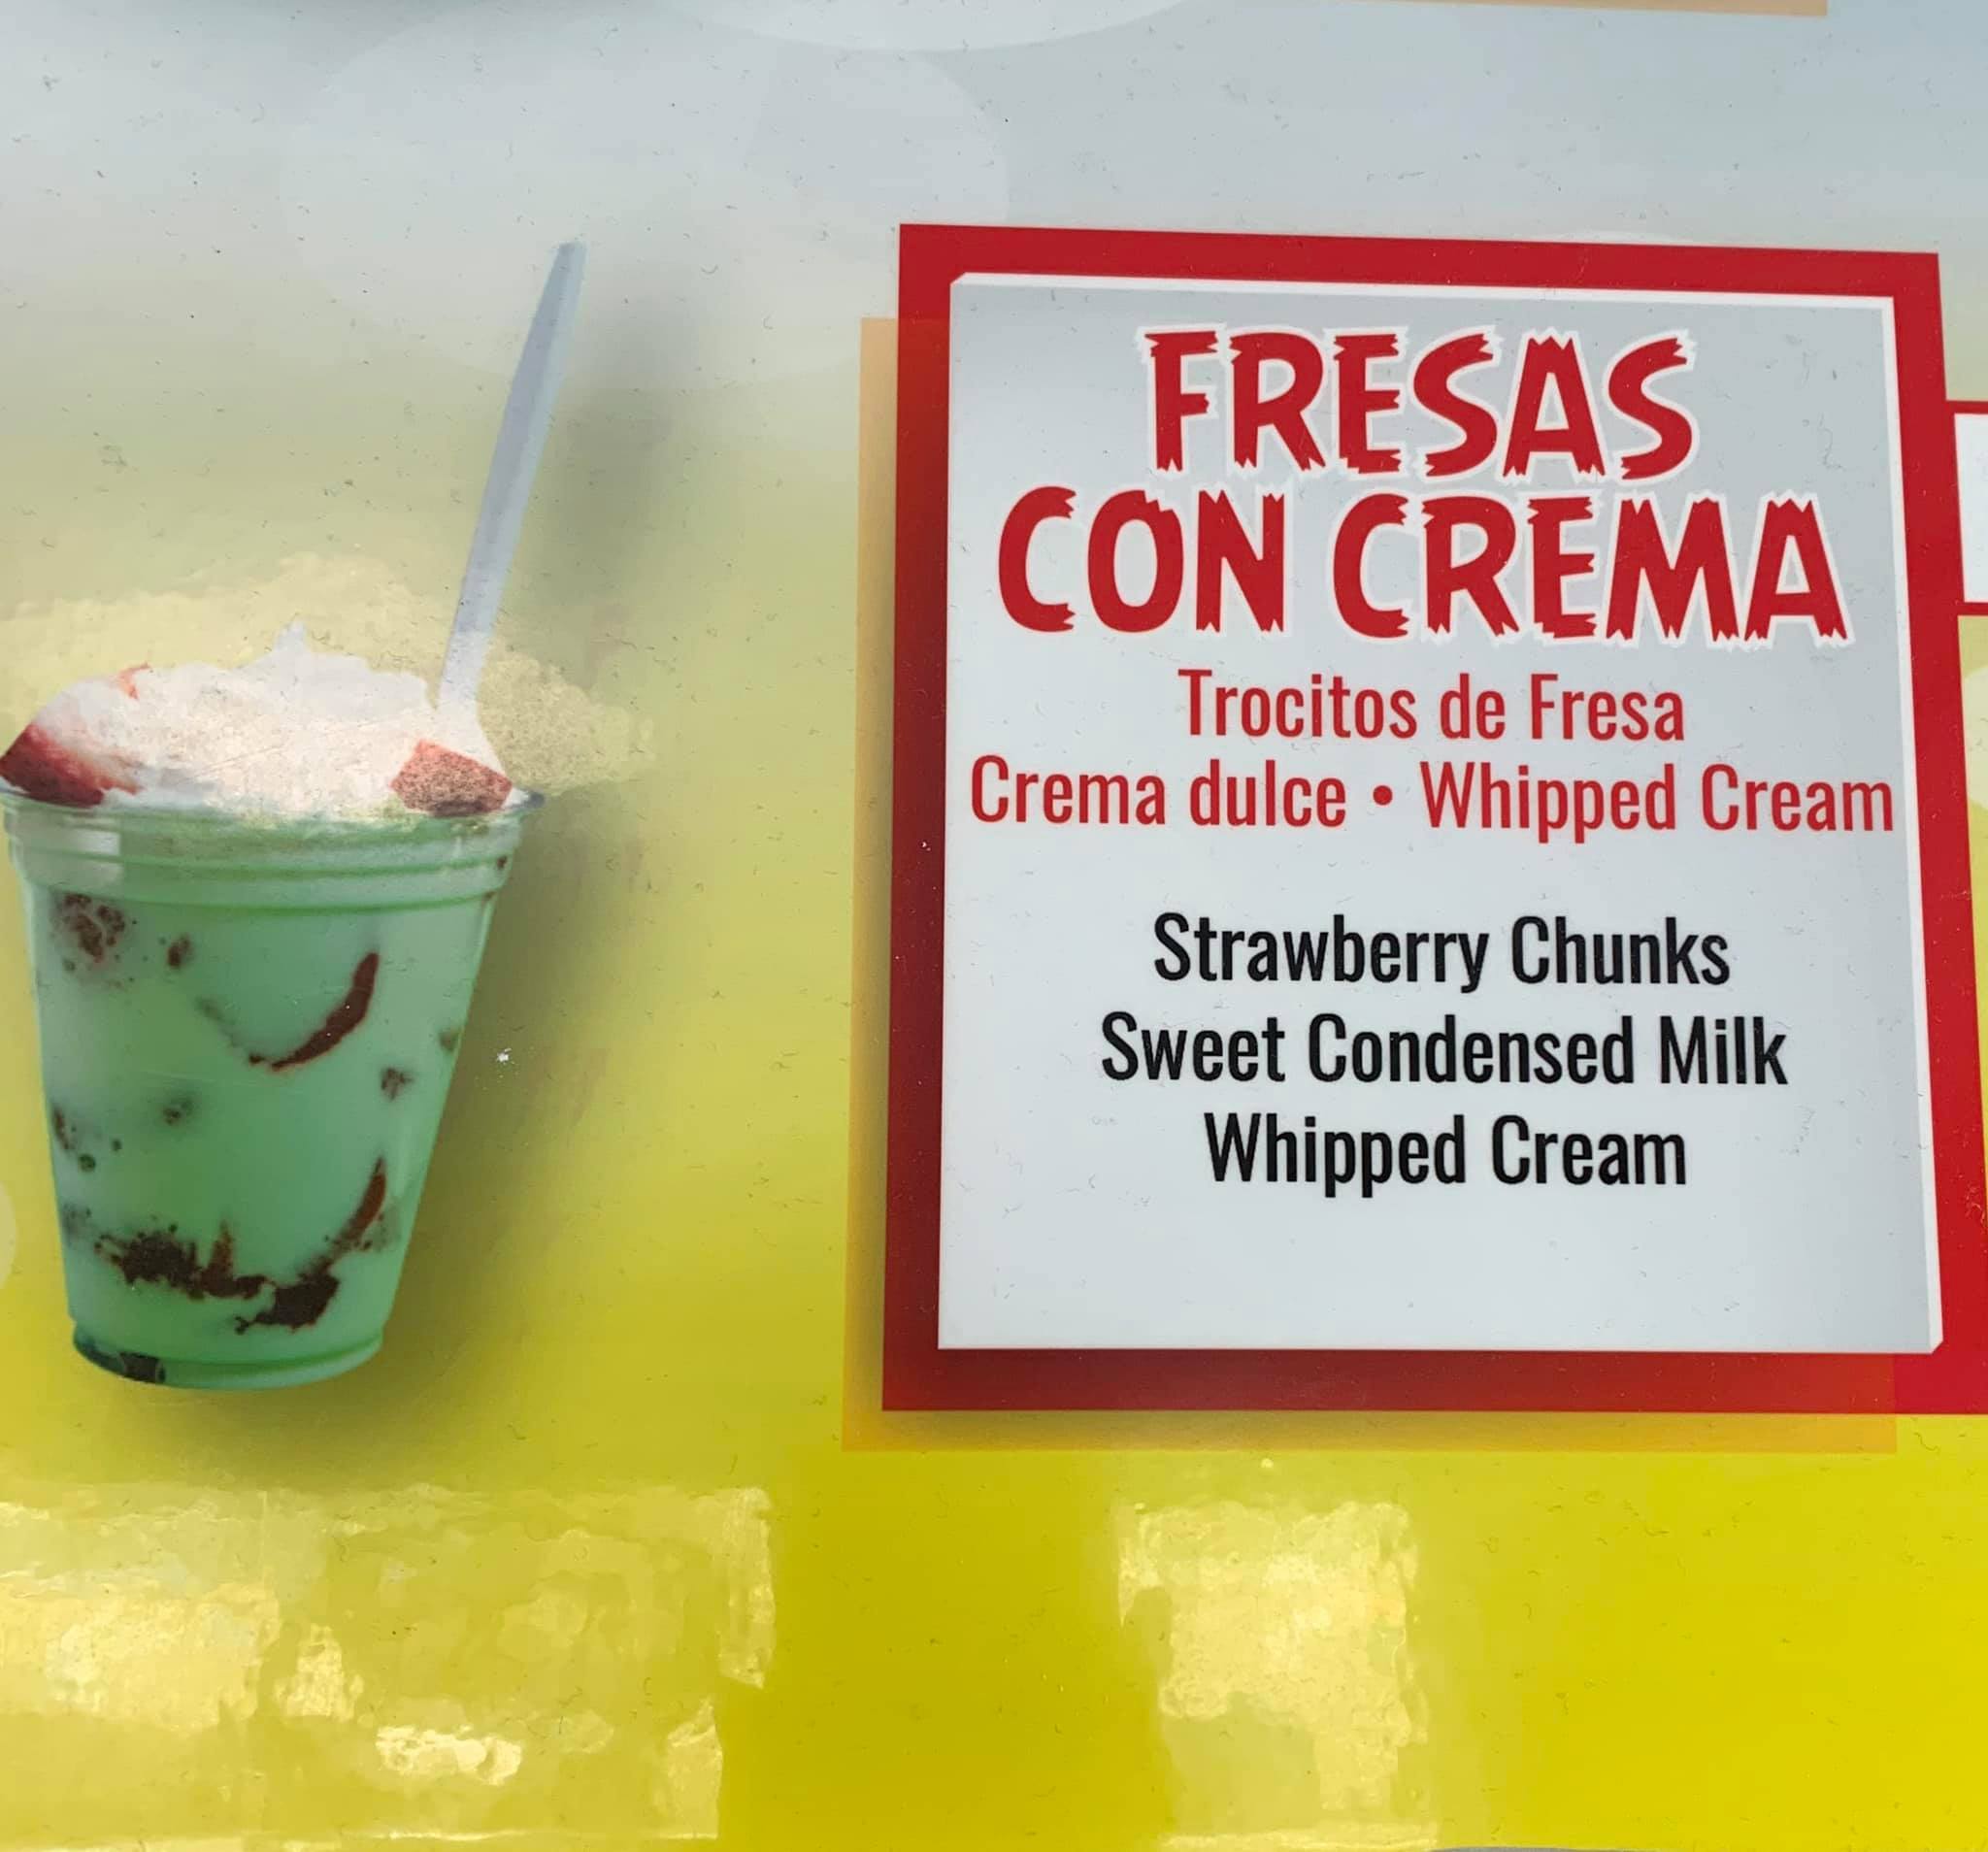 FRESAS
CON CREMA
Trocitos de Fresa
Crema dulce • Whipped Cream
Strawberry Chunks
Sweet Condensed Milk
Whipped Cream